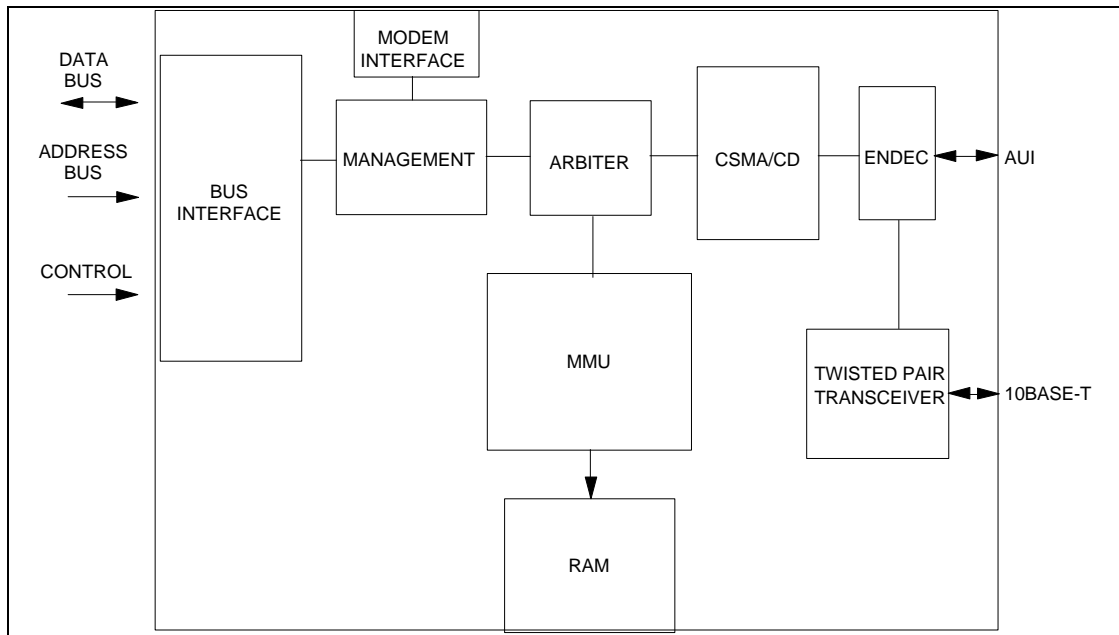 DATA
BUS
ADDRESS
BUS
CONTROL
BUS
INTERFACE
MODEM
INTERFACE
MANAGEMENT
ARBITER
CSMA/CD
ENDEC
AUI
MMU
TWISTED PAIR
TRANSCEIVER
10BASE-T
RAM